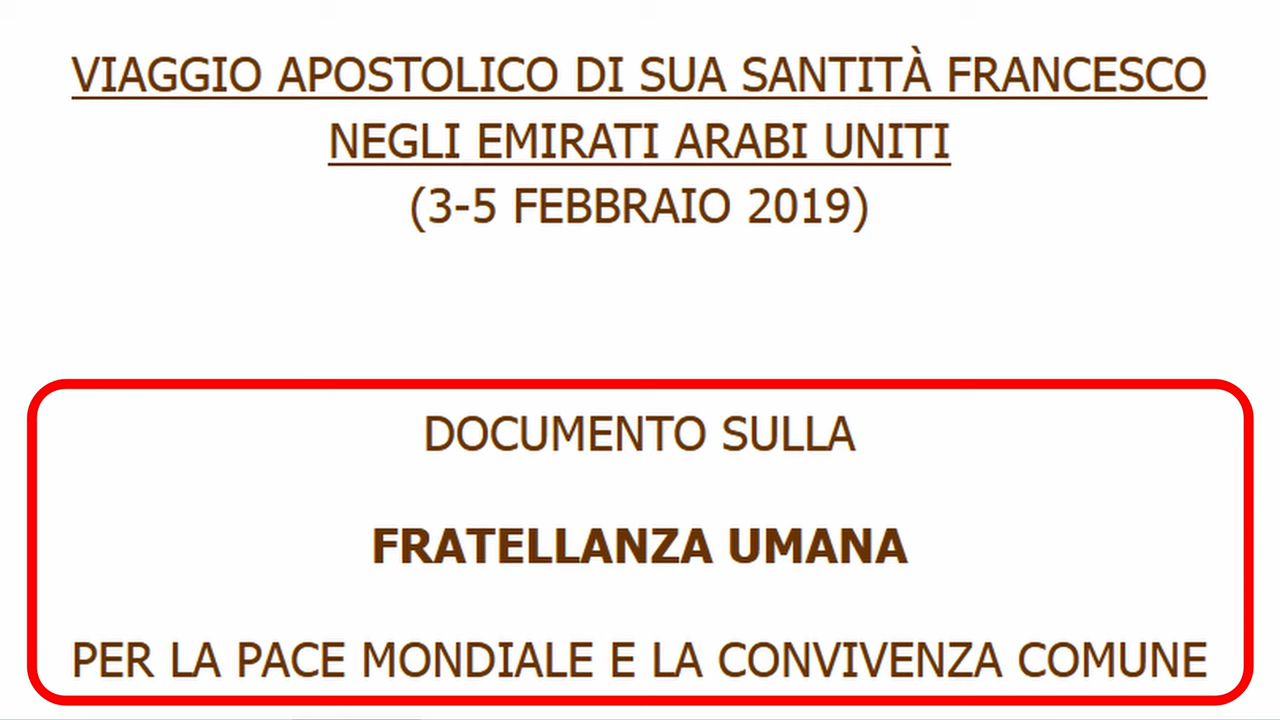 VIAGGIO APOSTOLICO DI SUA SANTITÀ FRANCESCO
NEGLI EMIRATI ARABI UNITI
(3-5 FEBBRAIO 2019)
DOCUMENTO SULLA
FRATELLANZA UMANA
PER LA PACE MONDIALE E LA CONVIVENZA COMUNE